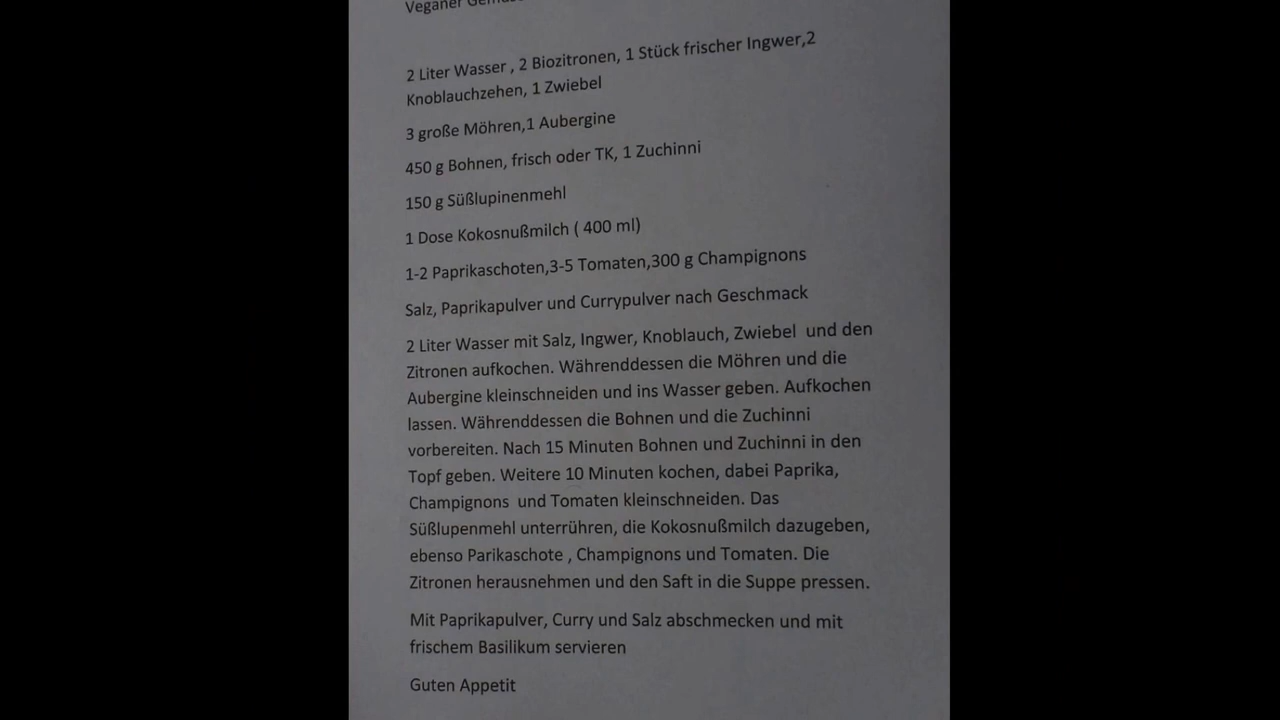 Veganer
2 Liter Wasser , 2 Biozitronen, 1 Stück frischer Ingwer,2
Knoblauchzehen, 1 Zwiebel
3 große Möhren,1 Aubergine
450 g Bohnen, frisch oder TK, 1 Zuchinni
150 g Süßlupinenmehl
1 Dose Kokosnußmilch ( 400 ml)
1-2 Paprikaschoten,3-5 Tomaten,300 g Champignons
Salz, Paprikapulver und Currypulver nach Geschmack
2 Liter Wasser mit Salz, Ingwer, Knoblauch, Zwiebel  und den
Zitronen aufkochen. Währenddessen die Möhren und die
Aubergine kleinschneiden und ins Wasser geben. Aufkochen
lassen. Währenddessen die Bohnen und die Zuchinni
vorbereiten. Nach 15 Minuten Bohnen und Zuchinni in den
Topf geben. Weitere 10 Minuten kochen, dabei Paprika,
Champignons  und Tomaten kleinschneiden. Das
Süßlupenmehl unterrühren, die Kokosnußmilch dazugeben,
ebenso Parikaschote , Champignons und Tomaten. Die
Zitronen herausnehmen und den Saft in die Suppe pressen.
Mit Paprikapulver, Curry und Salz abschmecken und mit
frischem Basilikum servieren
Guten Appetit